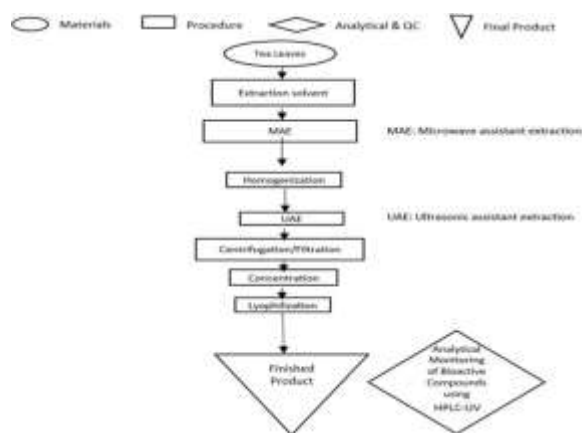 Materials Procedure Analytical & QC Final Product
Tea Leaves
Extraction solvent
MAE MAE: Microwave assistant extraction
Homogenization
UAE UAE: Ultrasonic assistant extraction
Centrifugation/Filtration
Concentration
Lyophilization
Finished
Product
Analytical
Monitoring
of Bioactive
Compounds
using
HPLC-UV